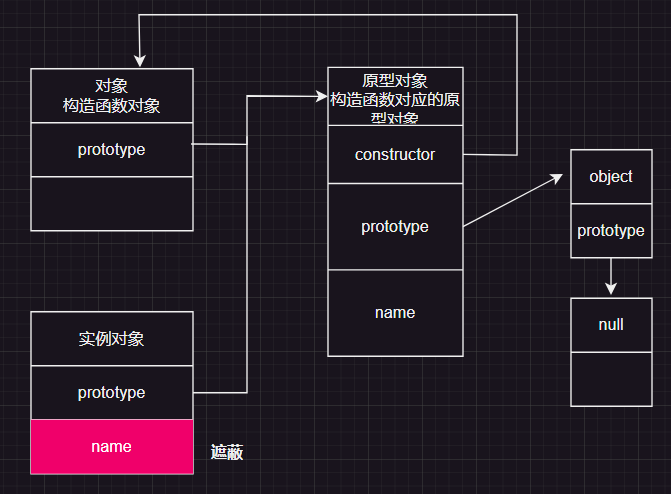 对象
构造函数对象
prototype
原型对象
构造函数对应的原
型对象
constructor
prototype
name
object
prototype
null
实例对象
prototype
name
遮蔽